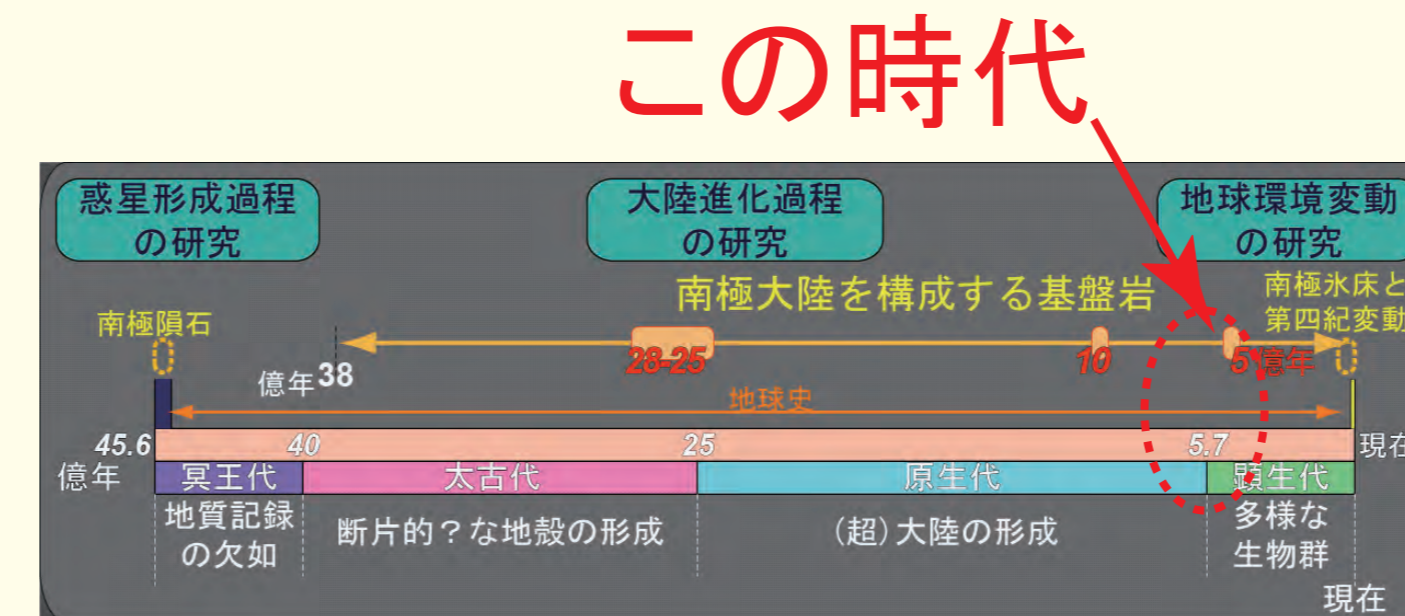 この時代
惑星形成過程
の研究
大陸進化過程
の研究
地球環境変動
の研究
南極大陸を構成する基盤岩
南極氷床と
第四紀変動
南極隕石
億年38
28-25
10
5億年
地球史
45.6
億年
40
25
5.7
現在
冥王代
太古代
原生代
顕生代
地質記録
の欠如
断片的？な地殻の形成
(超)大陸の形成
多様な
生物群
現在